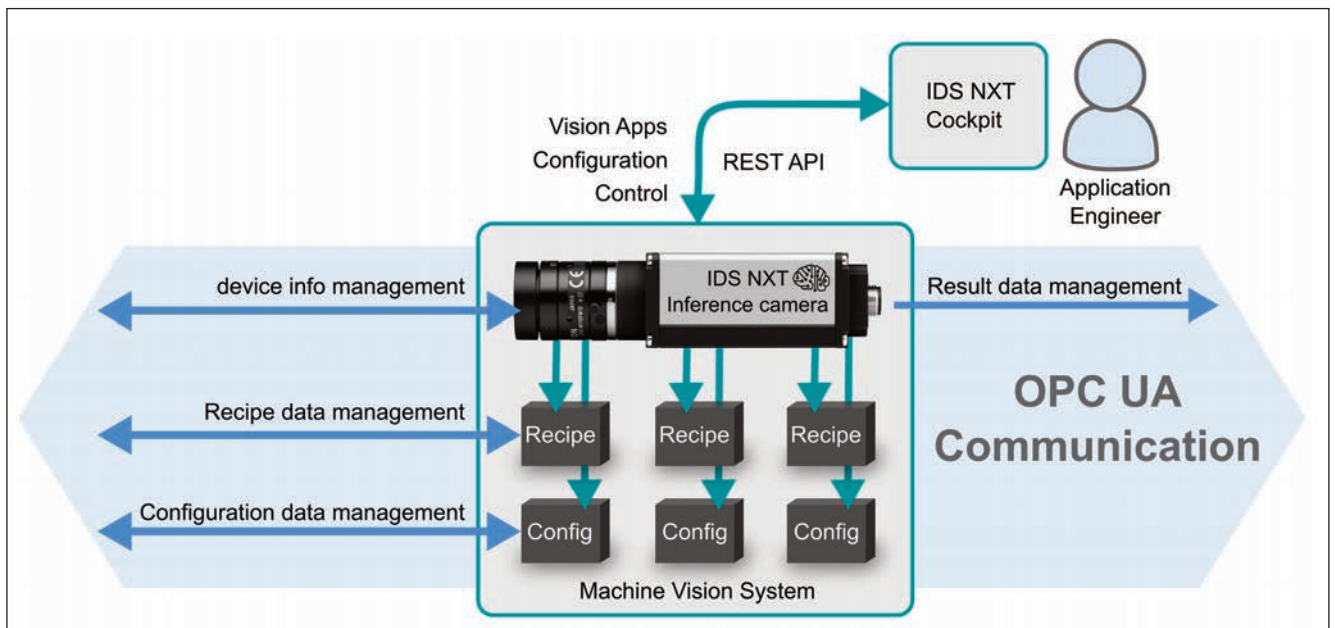 IDS NXT
Cockpit
Vision Apps
Configuration
Control
REST API
Application
Engineer
device info management
IDS NXT
Inference camera
Result data management
Recipe data management
Recipe
Recipe
Recipe
OPC UA
Communication
Configuration data management
Config
Config
Config
Machine Vision System